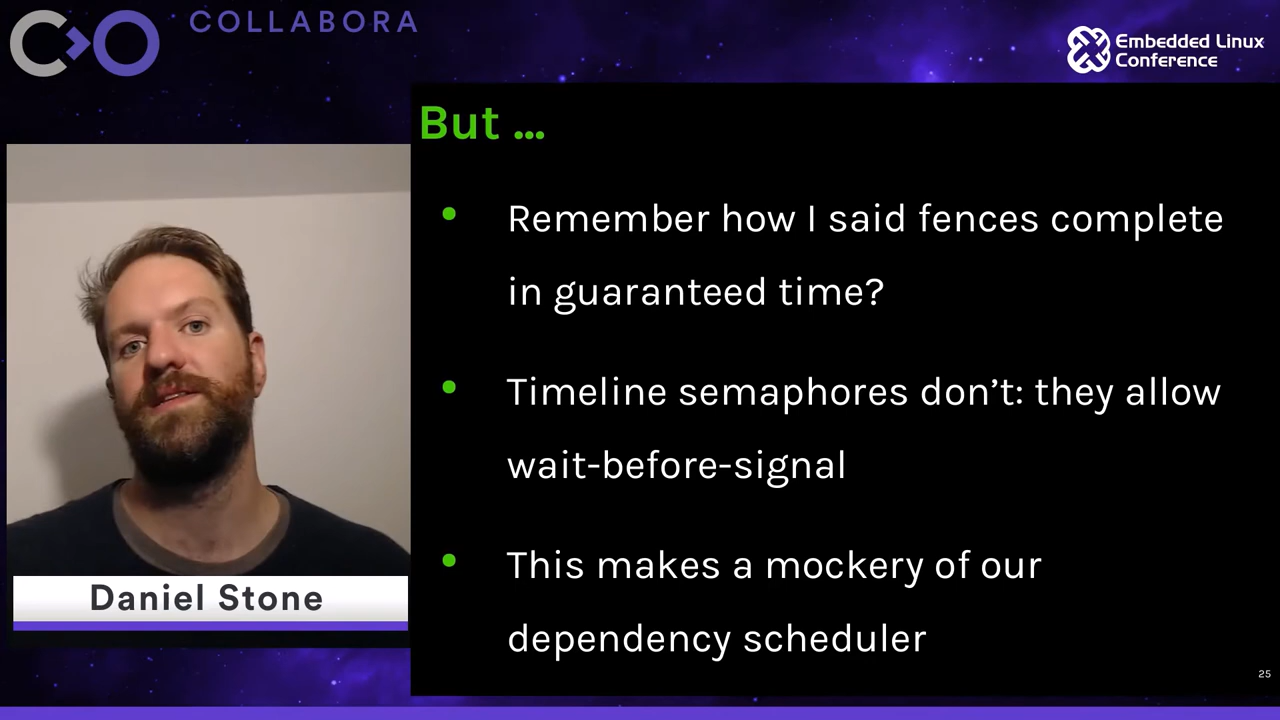 COLLABORA
Embedded Linux
Conference
But ...
• Remember how I said fences complete
in guaranteed time?
• Timeline semaphores don’t: they allow
wait-before-signal
• This makes a mockery of our
dependency scheduler
Daniel Stone
25